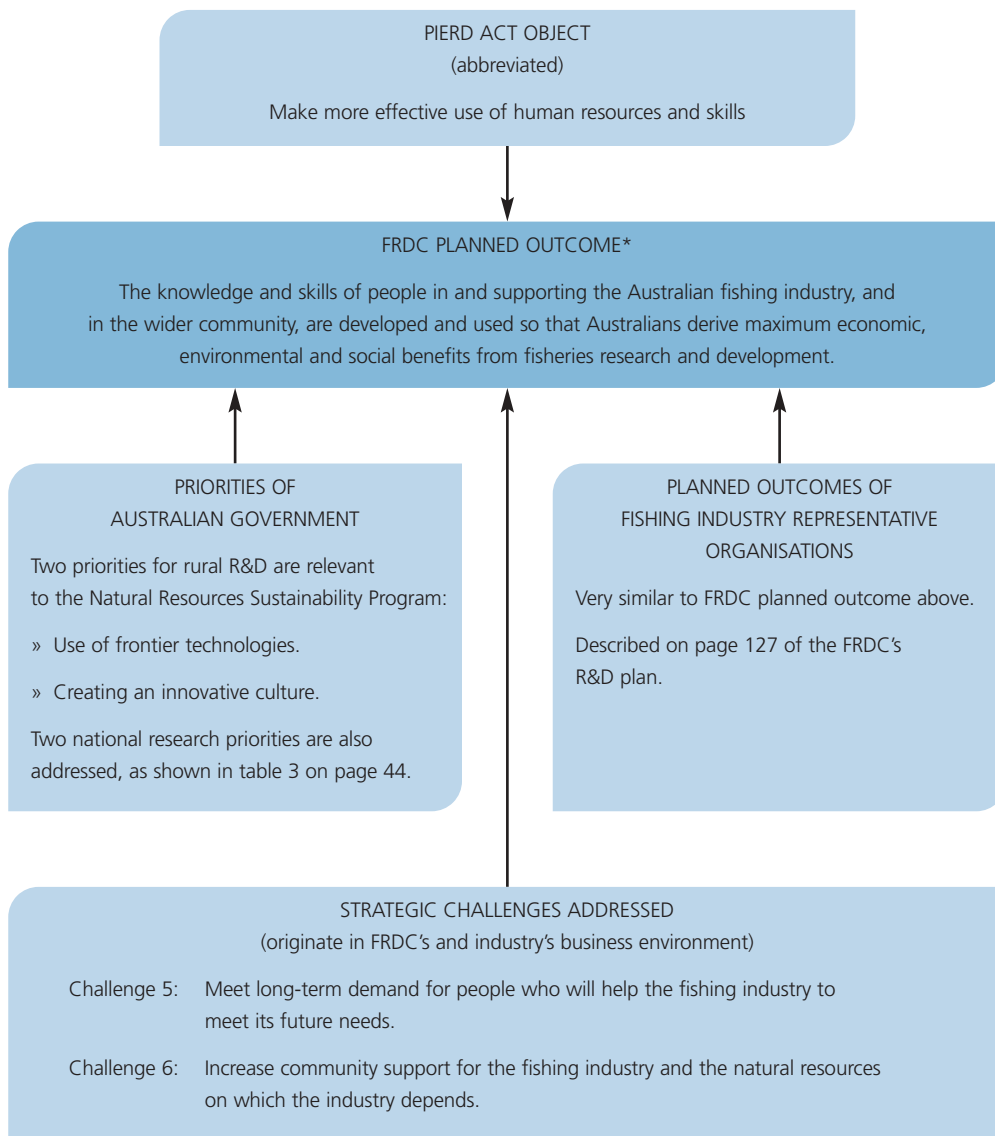 PIERD ACT OBJECT
(abbreviated)
Make more effective use of human resources and skills
FRDC PLANNED OUTCOME*
The knowledge and skills of people in and supporting the Australian fishing industry, and
in the wider community, are developed and used so that Australians derive maximum economic,
environmental and social benefits from fisheries research and development.
PRIORITIES OF
AUSTRALIAN GOVERNMENT
Two priorities for rural R&D are relevant
to the Natural Resources Sustainability Program:
» Use of frontier technologies.
» Creating an innovative culture.
Two national research priorities are also
addressed, as shown in table 3 on page 44.
PLANNED OUTCOMES OF
FISHING INDUSTRY REPRESENTATIVE
ORGANISATIONS
Very similar to FRDC planned outcome above.
Described on page 127 of the FRDC's
R&D plan.
STRATEGIC CHALLENGES ADDRESSED
(originate in FRDC's and industry's business environment)
Challenge 5: Meet long-term demand for people who will help the fishing industry to
meet its future needs.
Challenge 6: Increase community support for the fishing industry and the natural resources
on which the industry depends.